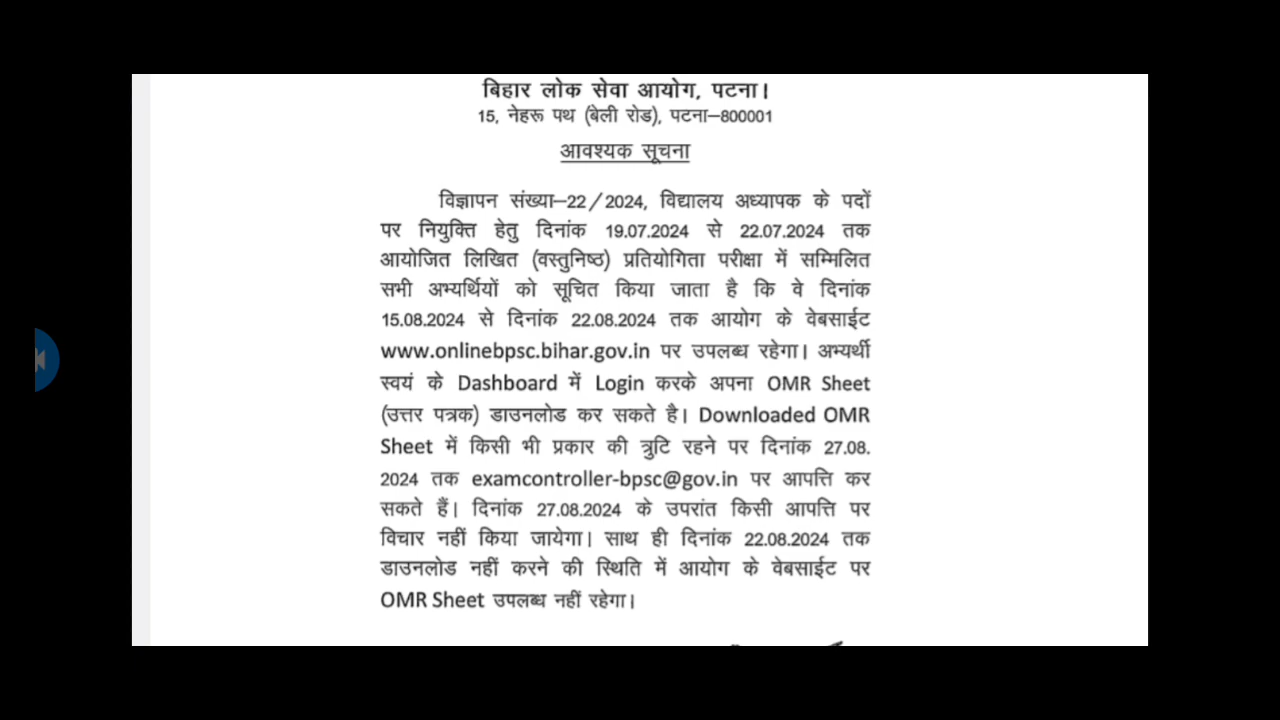 बिहार लोक सेवा आयोग, पटना।
15, नेहरू पथ (बेली रोड), पटना–800001
आवश्यक सूचना
विज्ञापन संख्या–22/2024, विद्यालय अध्यापक के पदों
पर नियुक्ति हेतु दिनांक 19.07.2024 से 22.07.2024 तक
आयोजित लिखित (वस्तुनिष्ठ) प्रतियोगिता परीक्षा में सम्मिलित
सभी अभ्यर्थियों को सूचित किया जाता है कि वे दिनांक
15.08.2024 से दिनांक 22.08.2024 तक आयोग के वेबसाईट
www.onlinebpsc.bihar.gov.in पर उपलब्ध रहेगा। अभ्यर्थी
स्वयं के Dashboard में Login करके अपना OMR Sheet
(उत्तर पत्रक) डाउनलोड कर सकते है। Downloaded OMR
Sheet में किसी भी प्रकार की त्रुटि रहने पर दिनांक 27.08.
2024 तक examcontroller-bpsc@gov.in पर आपत्ति कर
सकते हैं। दिनांक 27.08.2024 के उपरांत किसी आपत्ति पर
विचार नहीं किया जायेगा। साथ ही दिनांक 22.08.2024 तक
डाउनलोड नहीं करने की स्थिति में आयोग के वेबसाईट पर
OMR Sheet उपलब्ध नहीं रहेगा।